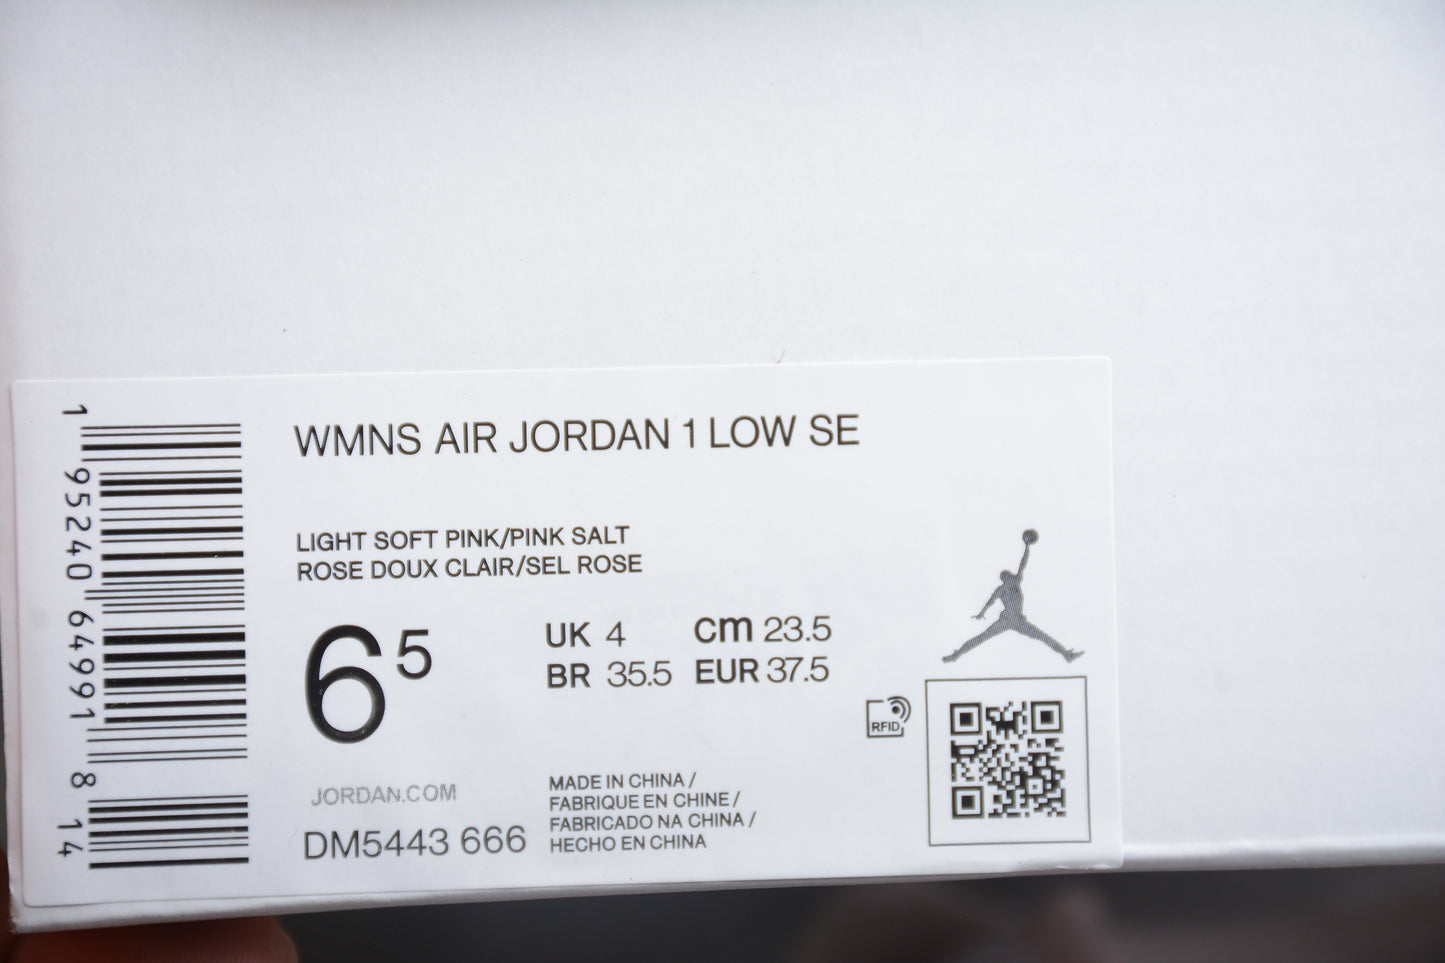 WMNS AIR JORDAN 1 LOW SE
LIGHT SOFT PINK/PINK SALT
ROSE DOUX CLAIR/SEL ROSE
6 5
UK 4 cm 23.5
BR 35.5 EUR 37.5
RFID
JORDAN.COM
DM5443 666
MADE IN CHINA /
FABRIQUE EN CHINE /
FABRICADO NA CHINA /
HECHO EN CHINA
1 95240 64991 8 14